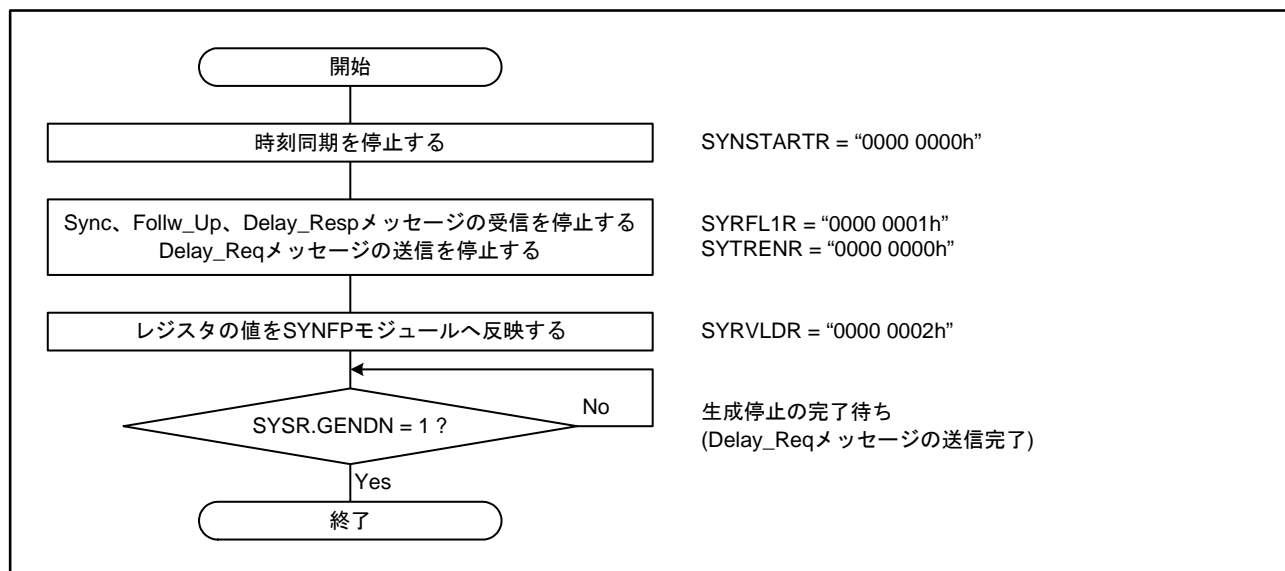 開始
時刻同期を停止する
SYNSTARTR = “0000 0000h”
Sync、Follw_Up、Delay_Respメッセージの受信を停止する
Delay_Reqメッセージの送信を停止する
SYRFL1R = “0000 0001h”
SYTRENR = “0000 0000h”
レジスタの値をSYNFPモジュールへ反映する
SYRVLDR = “0000 0002h”
SYSR.GENDN = 1 ?
No
生成停止の完了待ち
(Delay_Reqメッセージの送信完了)
Yes
終了